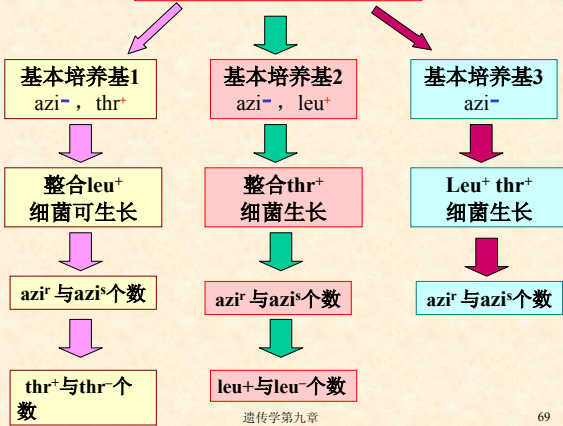 基本培养基1
azi⁻ ，thr⁺
基本培养基2
azi⁻ ，leu⁺
基本培养基3
azi⁻
整合leu⁺
细菌可生长
整合thr⁺
细菌生长
Leu⁺ thr⁺
细菌生长
aziʳ 与aziˢ个数
aziʳ 与aziˢ个数
aziʳ 与aziˢ个数
thr⁺与thr⁻个
数
leu+与leu⁻个数
遗传学第九章
69